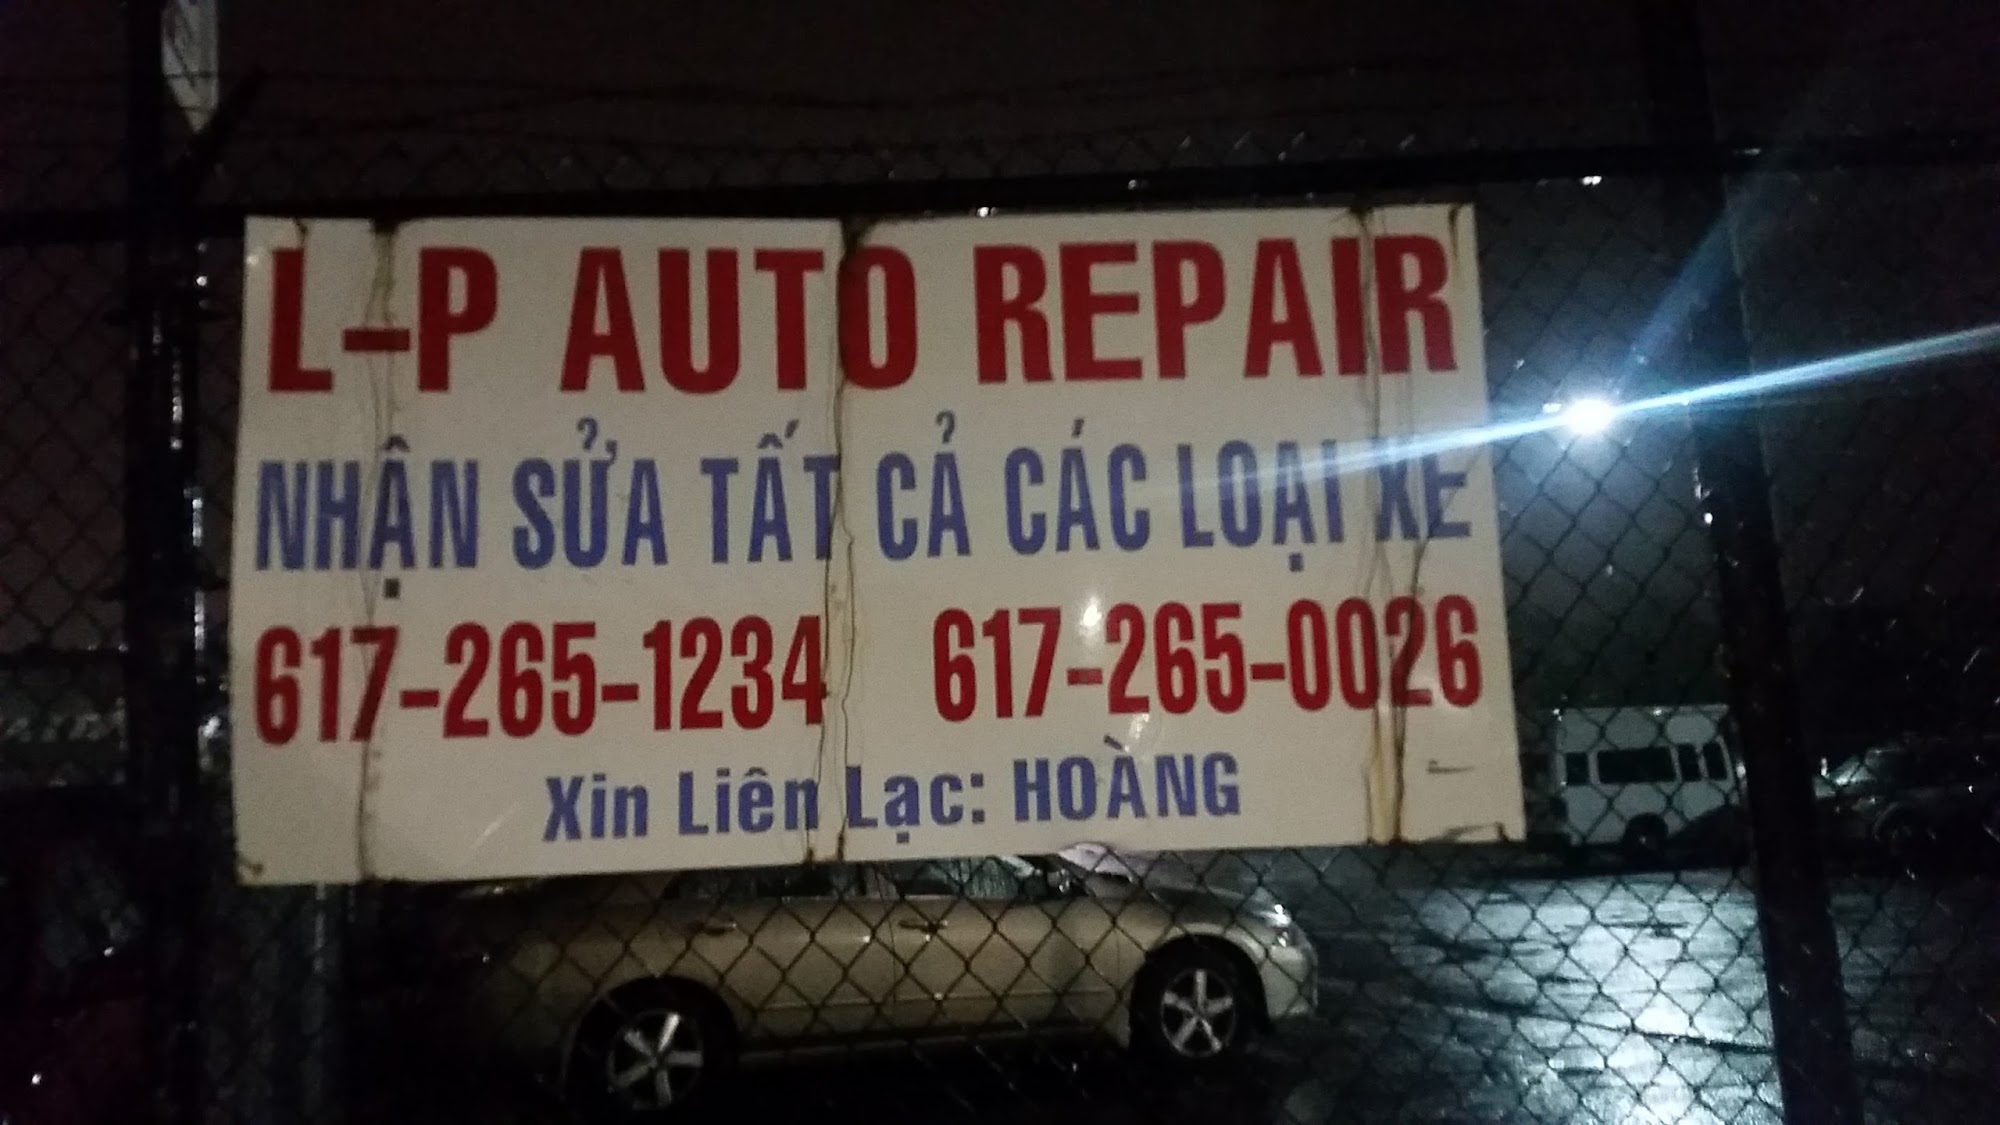 L-P AUTO REPAIR
NHẬN SỬA TẤT CẢ CÁC LOẠI XE
617-265-1234 617-265-0026
Xin Liên Lạc: HOÀNG